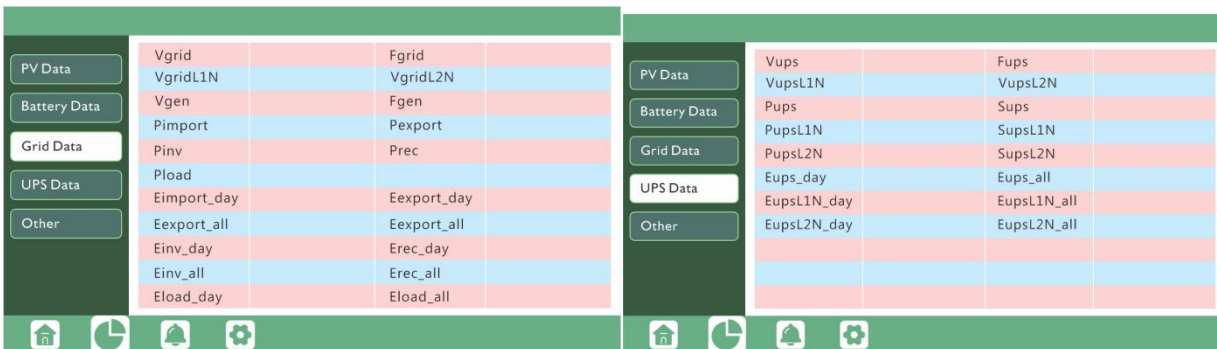 PV Data
Battery Data
Grid Data
UPS Data
Other
Vgrid Fgrid
VgridL1N VgridL2N
Vgen Fgen
Pimport Pexport
Pinv Prec
Pload
Eimport_day Eexport_day
Eexport_all Eexport_all
Einv_day Erec_day
Einv_all Erec_all
Eload_day Eload_all
PV Data
Battery Data
Grid Data
UPS Data
Other
Vups Fups
VupsL1N VupsL2N
Pups Sups
PupsL1N SupsL1N
PupsL2N SupsL2N
Eups_day Eups_all
EupsL1N_day EupsL1N_all
EupsL2N_day EupsL2N_all